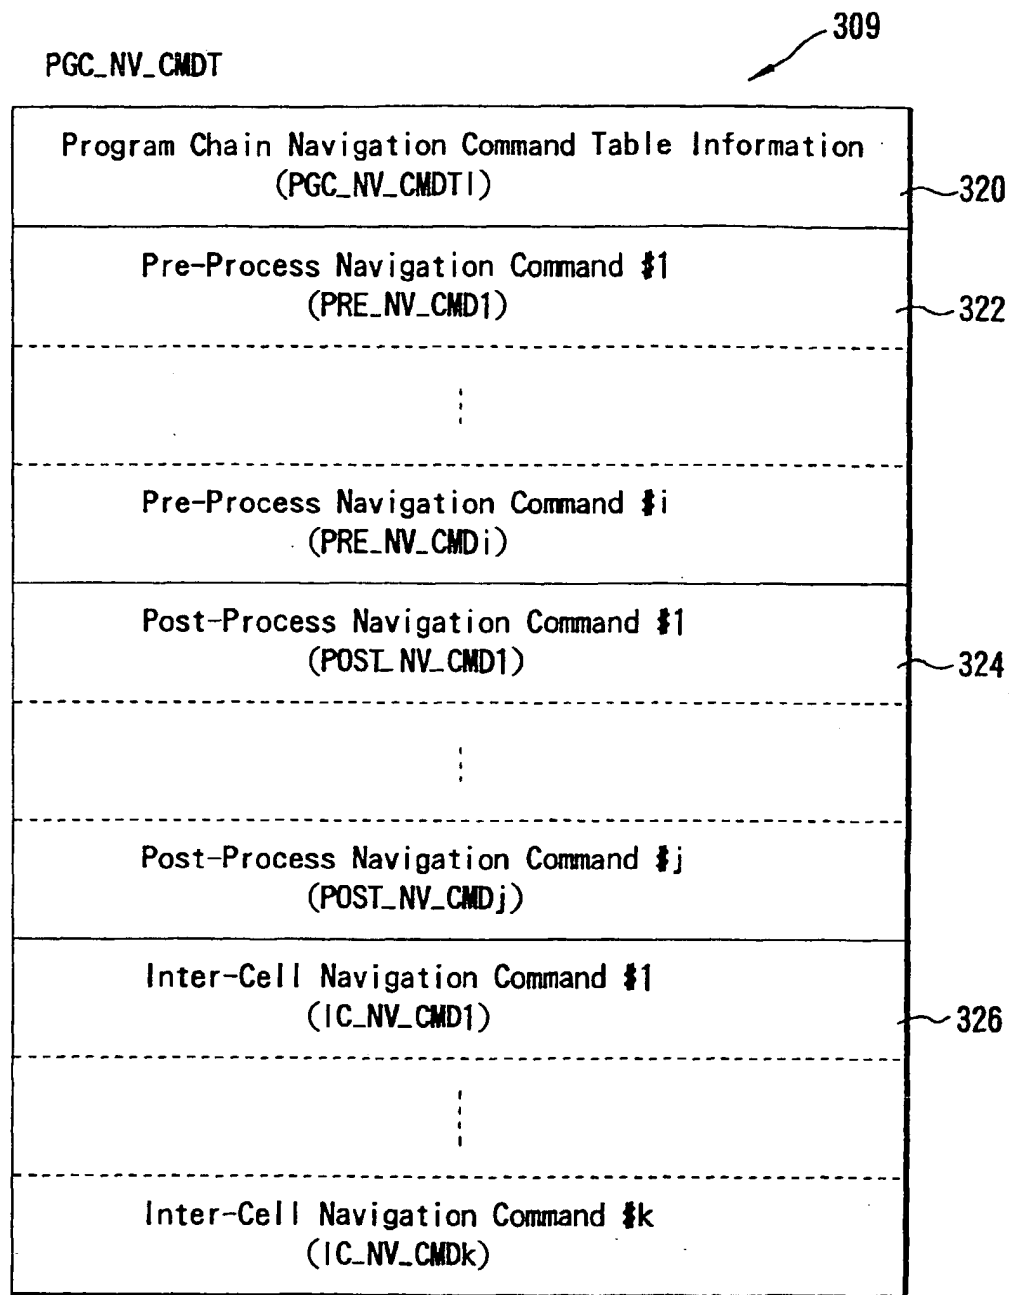 309
PGC_NV_CMDT
Program Chain Navigation Command Table Information
(PGC_NV_CMDTI)
320
Pre-Process Navigation Command #1
(PRE_NV_CMD1)
322
Pre-Process Navigation Command #i
(PRE_NV_CMDi)
Post-Process Navigation Command #1
(POST_NV_CMD1)
324
Post-Process Navigation Command #j
(POST_NV_CMDj)
Inter-Cell Navigation Command #1
(IC_NV_CMD1)
326
Inter-Cell Navigation Command #k
(IC_NV_CMDk)